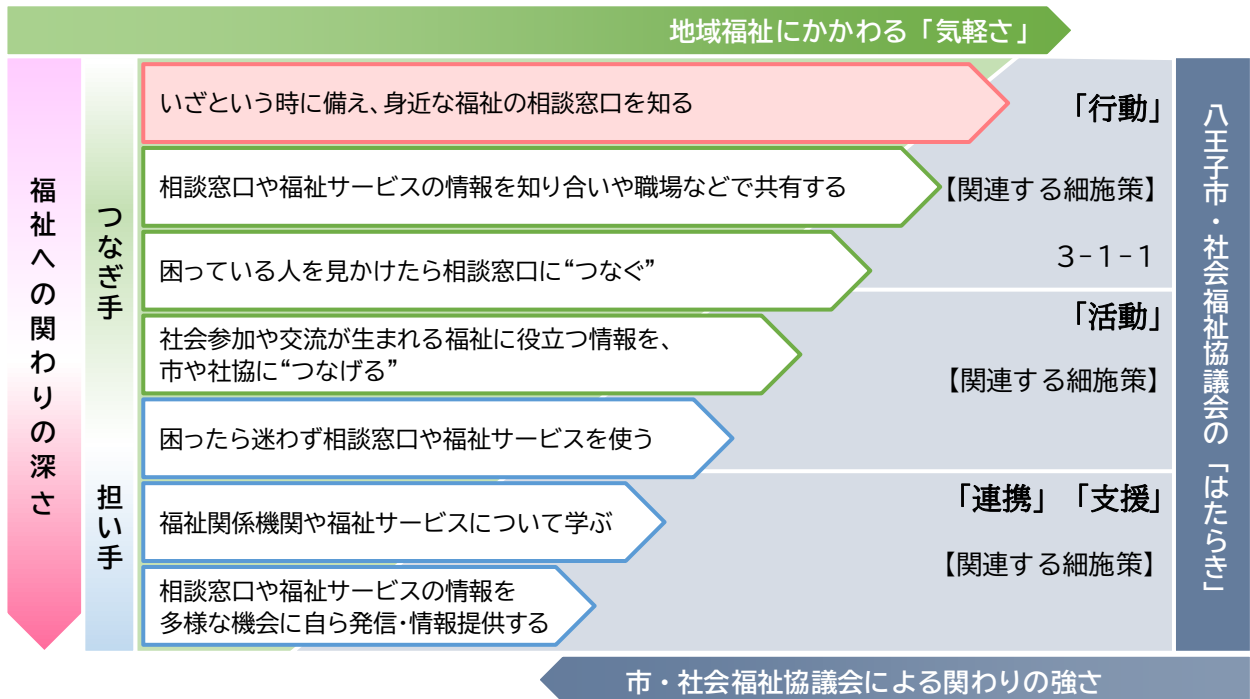 地域福祉にかかわる「気軽さ」
福祉への関わりの深さ
つなぎ手
担い手
いざという時に備え、身近な福祉の相談窓口を知る
相談窓口や福祉サービスの情報を知り合いや職場などで共有する
困っている人を見かけたら相談窓口に“つなぐ”
社会参加や交流が生まれる福祉に役立つ情報を、
市や社協に“つなげる”
困ったら迷わず相談窓口や福祉サービスを使う
福祉関係機関や福祉サービスについて学ぶ
相談窓口や福祉サービスの情報を
多様な機会に自ら発信・情報提供する
「行動」
【関連する細施策】
3-1-1
「活動」
【関連する細施策】
「連携」「支援」
【関連する細施策】
八王子市・社会福祉協議会の「はたらき」
市・社会福祉協議会による関わりの強さ